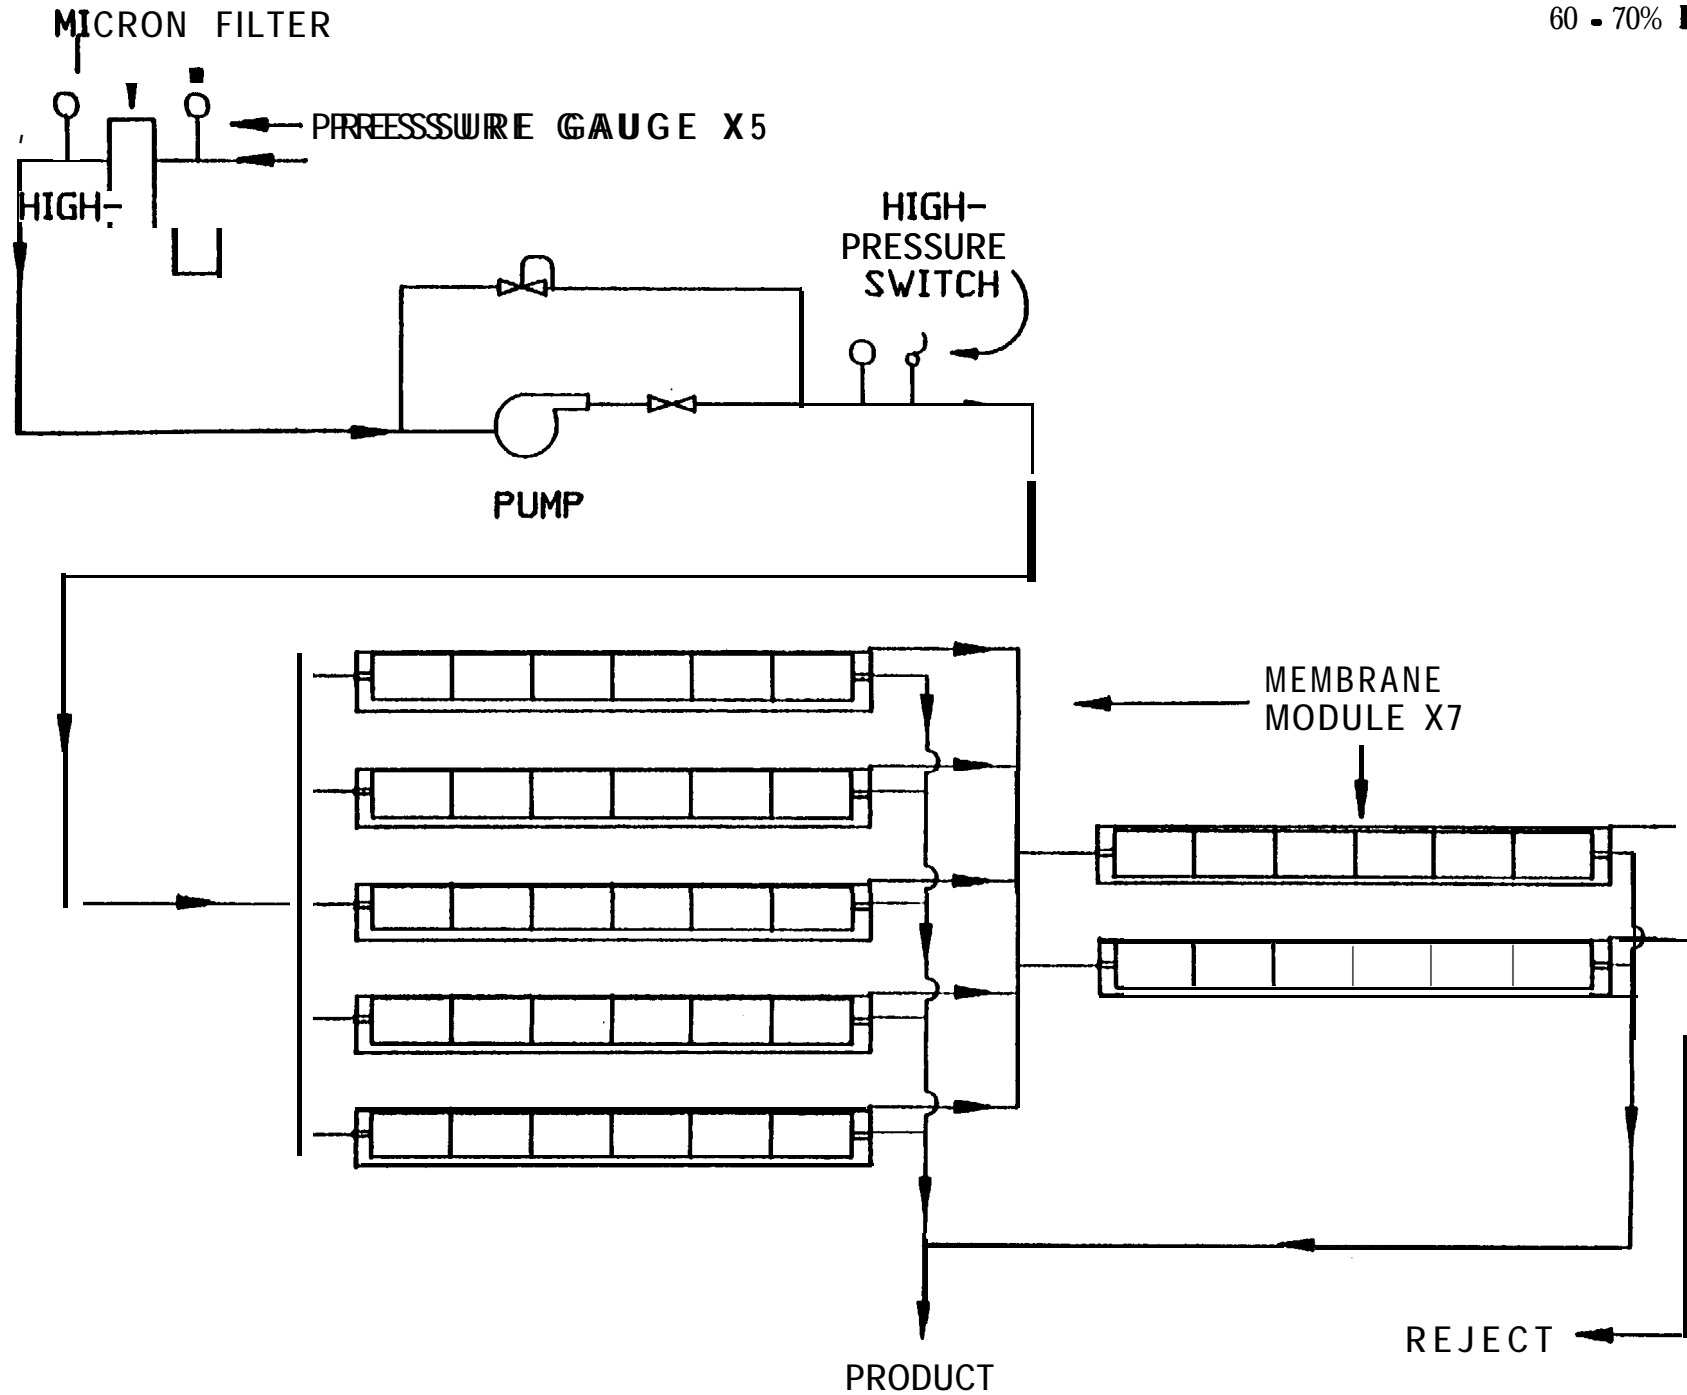 MICRON FILTER
60 - 70%
PRESSURE GAUGE X5
HIGH-
HIGH-
PRESSURE
SWITCH
PUMP
MEMBRANE
MODULE X7
REJECT
PRODUCT